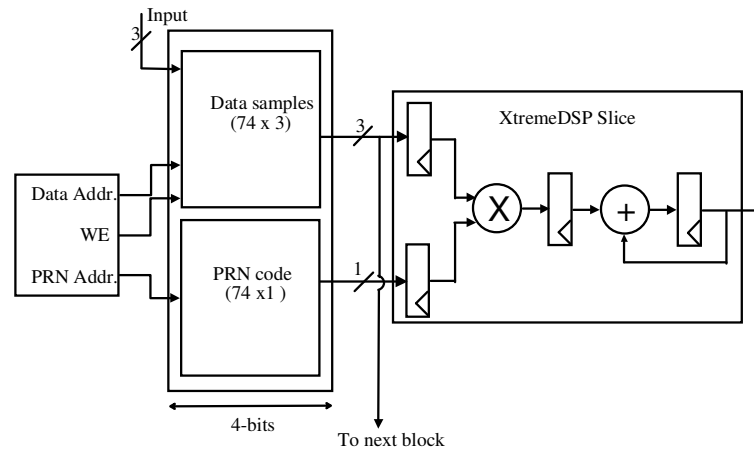 Input
3
Data samples
(74 x 3)
3
XtremeDSP Slice
Data Addr.
WE
PRN Addr.
X
+
PRN code
(74 x1 )
1
4-bits
To next block